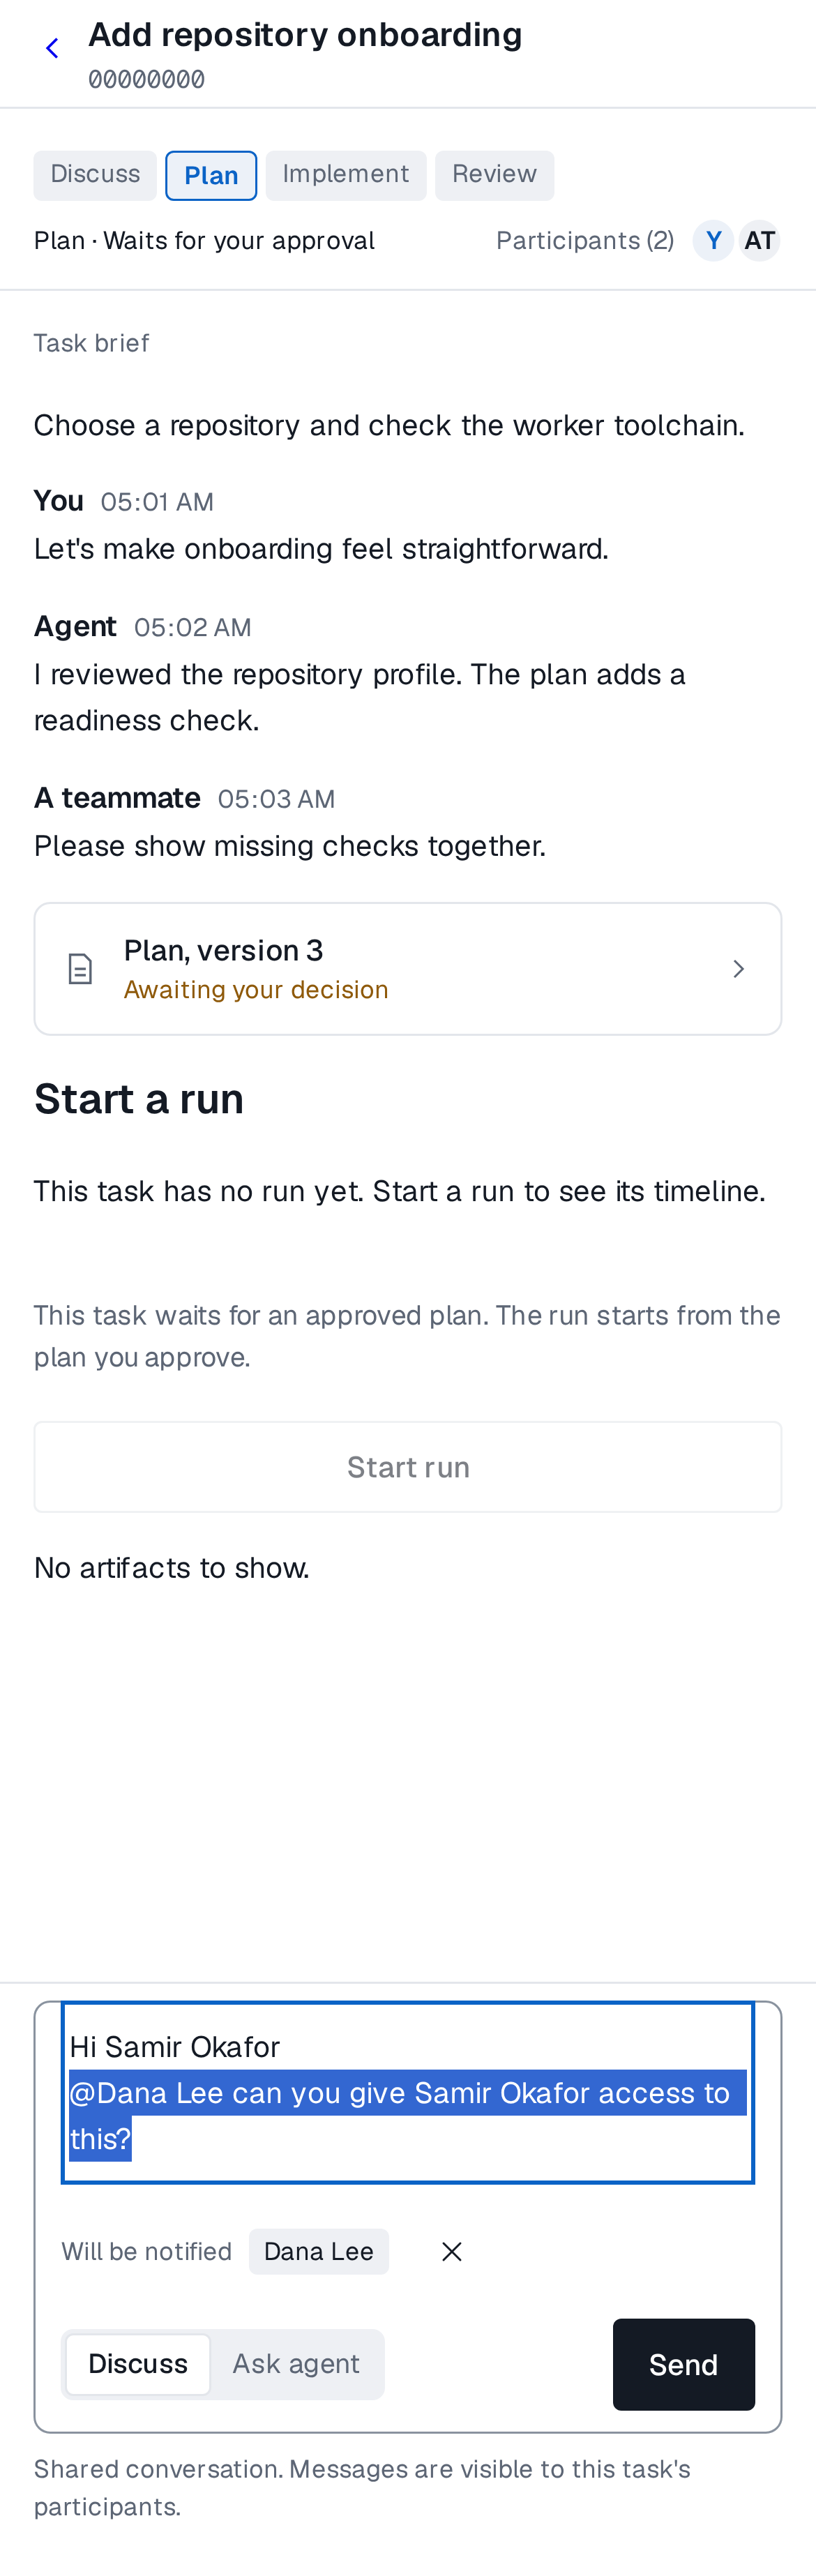 Add repository onboarding
00000000
Discuss
Plan
Implement
Review
Plan · Waits for your approval
Participants (2)
Y
AT
Task brief
Choose a repository and check the worker toolchain.
You 05:01 AM
Let's make onboarding feel straightforward.
Agent 05:02 AM
I reviewed the repository profile. The plan adds a
readiness check.
A teammate 05:03 AM
Please show missing checks together.
Plan, version 3
Awaiting your decision
Start a run
This task has no run yet. Start a run to see its timeline.
This task waits for an approved plan. The run starts from the
plan you approve.
Start run
No artifacts to show.
Hi Samir Okafor
@Dana Lee can you give Samir Okafor access to
this?
Will be notified
Dana Lee
Discuss
Ask agent
Send
Shared conversation. Messages are visible to this task's
participants.